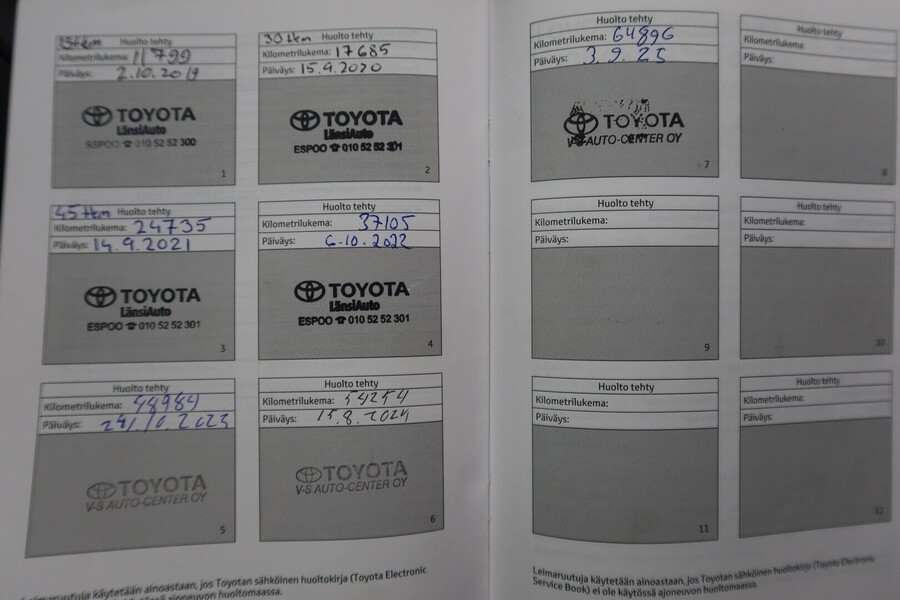 15 tkm Huolto tehty
Kilometrilukema: 11799
Päiväys: 2.10.2019
TOYOTA
LänsiAuto
ESPOO ☎ 010 52 52 300
1
30 tkm Huolto tehty
Kilometrilukema: 17685
Päiväys: 15.9.2020
TOYOTA
LänsiAuto
ESPOO ☎ 010 52 52 301
2
45 tkm Huolto tehty
Kilometrilukema: 24735
Päiväys: 14.9.2021
TOYOTA
LänsiAuto
ESPOO ☎ 010 52 52 301
3
Huolto tehty
Kilometrilukema: 37105
Päiväys: 6.10.2022
TOYOTA
LänsiAuto
ESPOO ☎ 010 52 52 301
4
Huolto tehty
Kilometrilukema: 48984
Päiväys: 24/10.2023
TOYOTA
V-S AUTO-CENTER OY
5
Huolto tehty
Kilometrilukema: 54254
Päiväys: 15.8.2024
TOYOTA
V-S AUTO-CENTER OY
6
Leimaruutuja käytetään ainoastaan, jos Toyotan sähköinen huoltokirja (Toyota Electronic
ajoneuvon huoltomaassa.
Huolto tehty
Kilometrilukema: 64896
Päiväys: 3.9.25
TOYOTA
V-S AUTO-CENTER OY
7
Huolto tehty
Kilometrilukema:
Päiväys:
8
Huolto tehty
Kilometrilukema:
Päiväys:
9
Huolto tehty
Kilometrilukema:
Päiväys:
10
Huolto tehty
Kilometrilukema:
Päiväys:
11
Huolto tehty
Kilometrilukema:
Päiväys:
12
Leimaruutuja käytetään ainoastaan, jos Toyotan sähköinen huoltokirja (Toyota Electronic
Service Book) ei ole käytössä ajoneuvon huoltomaassa.